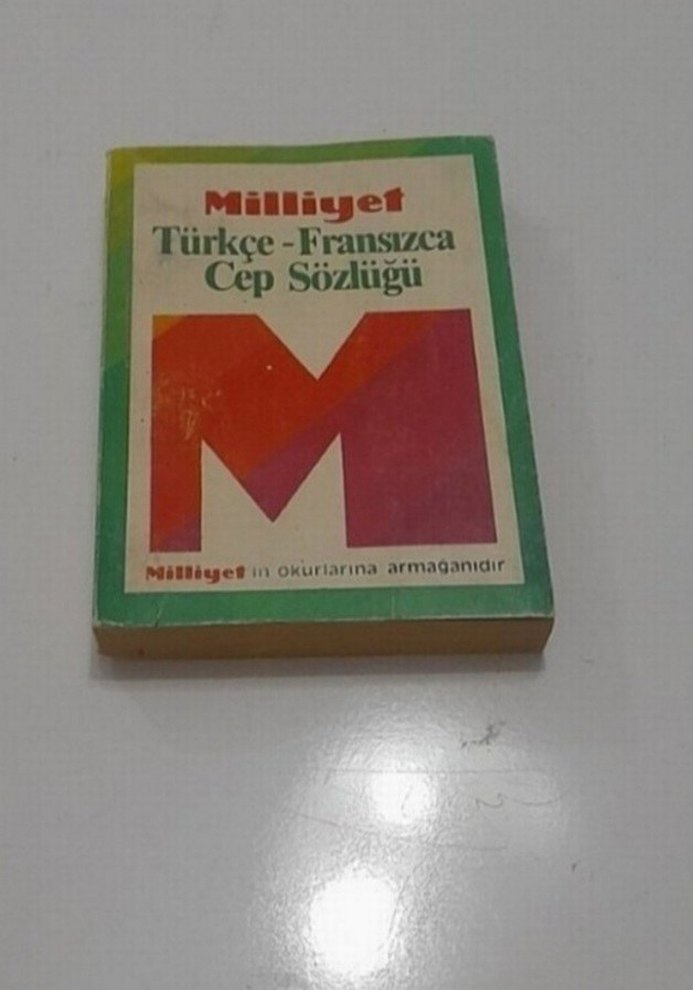 Milliyet
Türkçe - Fransızca
Cep Sözlüğü
M
Milliyet in okurlarına armağanıdır